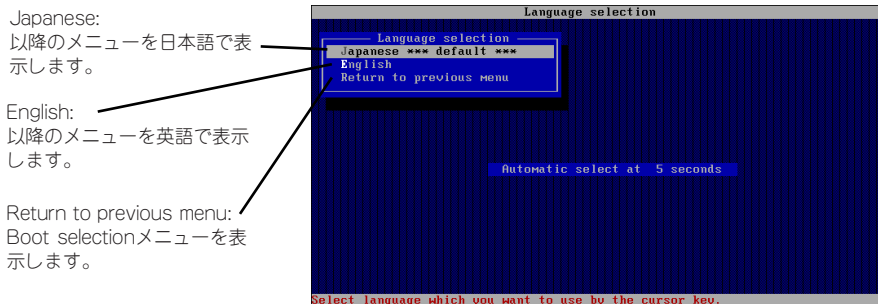 Japanese:
以降のメニューを日本語で表
示します。
English:
以降のメニューを英語で表示
します。
Return to previous menu:
Boot selectionメニューを表
示します。
Language selection
Language selection
Japanese *** default ***
English
Return to previous menu
Automatic select at 5 seconds
Select language which you want to use by the cursor key.